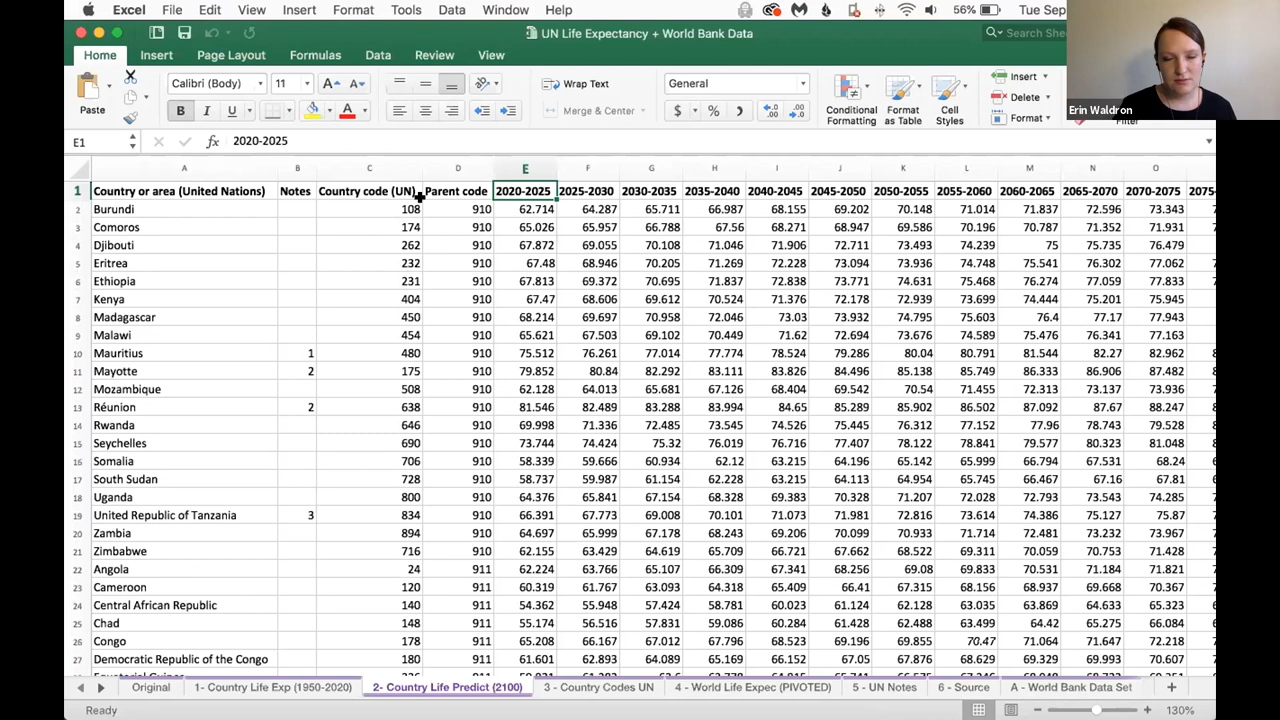 Excel File Edit View Insert Format Tools Data Window Help 56% Tue Sep
UN Life Expectancy + World Bank Data
Search She
Home Insert Page Layout Formulas Data Review View
Paste Calibri (Body) 11 A A Wrap Text General Insert
B I U A Merge & Center $ % Conditional Formatting Format as Table Cell Styles Delete
Format Filter
Erin Waldron
E1 fx 2020-2025
A B C D E F G H I J K L M N O
1 Country or area (United Nations) Notes Country code (UN) Parent code 2020-2025 2025-2030 2030-2035 2035-2040 2040-2045 2045-2050 2050-2055 2055-2060 2060-2065 2065-2070 2070-2075 2075-
2 Burundi 108 910 62.714 64.287 65.711 66.987 68.155 69.202 70.148 71.014 71.837 72.596 73.343
3 Comoros 174 910 65.026 65.957 66.788 67.56 68.271 68.947 69.586 70.196 70.787 71.352 71.931
4 Djibouti 262 910 67.872 69.055 70.108 71.046 71.906 72.711 73.493 74.239 75 75.735 76.479
5 Eritrea 232 910 67.48 68.946 70.205 71.269 72.228 73.094 73.936 74.748 75.541 76.302 77.062
6 Ethiopia 231 910 67.813 69.372 70.695 71.837 72.838 73.771 74.631 75.468 76.274 77.059 77.833
7 Kenya 404 910 67.47 68.606 69.612 70.524 71.376 72.178 72.939 73.699 74.444 75.201 75.945
8 Madagascar 450 910 68.214 69.697 70.958 72.046 73.03 73.932 74.795 75.603 76.4 77.17 77.943
9 Malawi 454 910 65.621 67.503 69.102 70.449 71.62 72.694 73.676 74.589 75.476 76.341 77.163
10 Mauritius 1 480 910 75.512 76.261 77.014 77.774 78.524 79.286 80.04 80.791 81.544 82.27 82.962
11 Mayotte 2 175 910 79.852 80.84 82.292 83.111 83.826 84.496 85.138 85.749 86.333 86.906 87.482
12 Mozambique 508 910 62.128 64.013 65.681 67.126 68.404 69.542 70.54 71.455 72.313 73.137 73.936
13 Réunion 2 638 910 81.546 82.489 83.288 83.994 84.65 85.289 85.902 86.502 87.092 87.67 88.247
14 Rwanda 646 910 69.998 71.336 72.485 73.545 74.526 75.445 76.312 77.152 77.96 78.743 79.528
15 Seychelles 690 910 73.744 74.424 75.32 76.019 76.716 77.407 78.122 78.841 79.577 80.323 81.048
16 Somalia 706 910 58.339 59.666 60.934 62.12 63.215 64.196 65.142 65.999 66.794 67.531 68.24
17 South Sudan 728 910 58.737 59.987 61.154 62.228 63.215 64.113 64.954 65.745 66.467 67.16 67.81
18 Uganda 800 910 64.376 65.841 67.154 68.328 69.383 70.328 71.207 72.028 72.793 73.543 74.285
19 United Republic of Tanzania 3 834 910 66.391 67.773 69.008 70.101 71.073 71.981 72.816 73.614 74.386 75.127 75.87
20 Zambia 894 910 64.697 65.999 67.178 68.243 69.206 70.099 70.933 71.714 72.481 73.232 73.967
21 Zimbabwe 716 910 62.155 63.429 64.619 65.709 66.721 67.662 68.522 69.311 70.059 70.753 71.428
22 Angola 24 911 62.224 63.766 65.107 66.309 67.341 68.256 69.08 69.833 70.531 71.184 71.821
23 Cameroon 120 911 60.319 61.767 63.093 64.318 65.409 66.41 67.315 68.156 68.937 69.668 70.367
24 Central African Republic 140 911 54.362 55.948 57.424 58.781 60.023 61.124 62.128 63.035 63.869 64.633 65.323
25 Chad 148 911 55.174 56.516 57.831 59.086 60.284 61.428 62.488 63.499 64.42 65.296 66.084
26 Congo 178 911 65.208 66.167 67.012 67.796 68.523 69.196 69.855 70.47 71.064 71.647 72.218
27 Democratic Republic of the Congo 180 911 61.601 62.893 64.089 65.169 66.152 67.05 67.876 68.629 69.329 69.993 70.607
Original 1- Country Life Exp (1950-2020) 2- Country Life Predict (2100) 3 - Country Codes UN 4 - World Life Expec (PIVOTED) 5 - UN Notes 6 - Source A - World Bank Data Set
Ready 130%